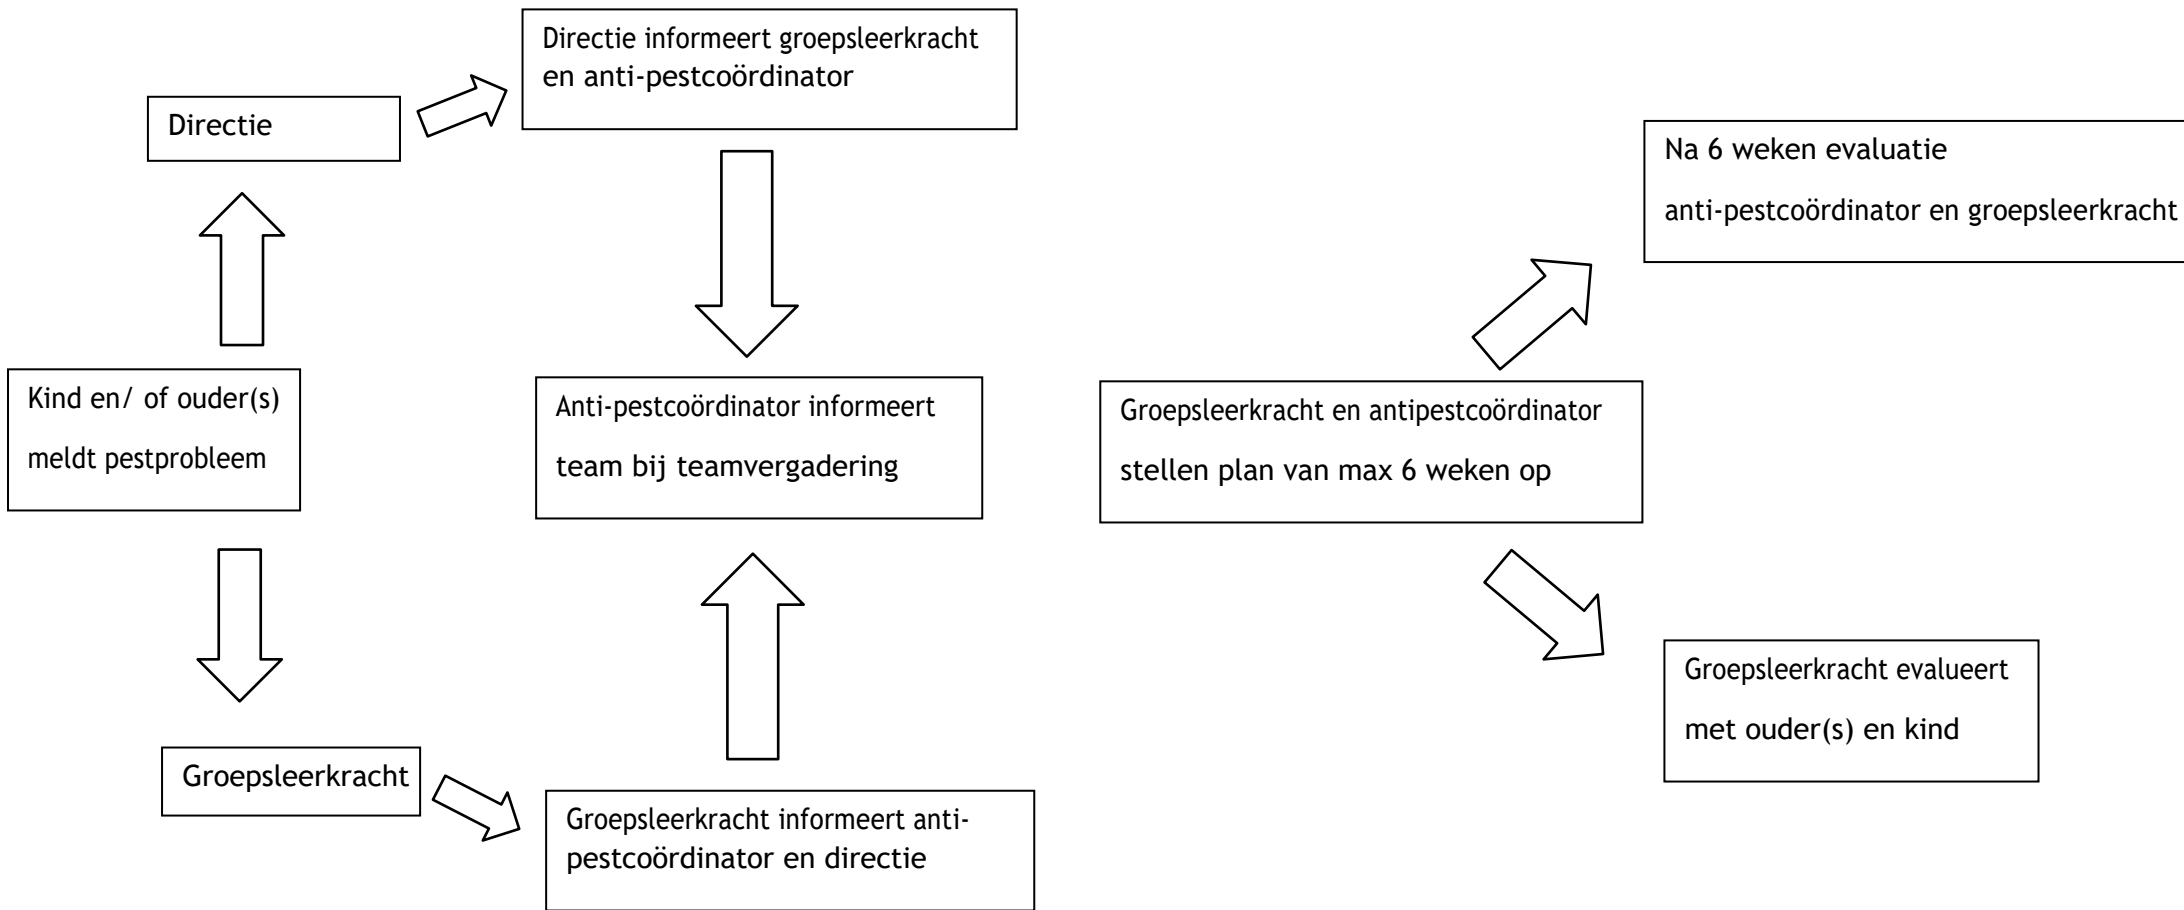 Directie informeert groepsleerkracht
en anti-pestcoördinator
Directie
Na 6 weken evaluatie
anti-pestcoördinator en groepsleerkracht
Kind en/ of ouder(s)
meldt pestprobleem
Anti-pestcoördinator informeert
team bij teamvergadering
Groepsleerkracht en antipestcoördinator
stellen plan van max 6 weken op
Groepsleerkracht evalueert
met ouder(s) en kind
Groepsleerkracht
Groepsleerkracht informeert anti-
pestcoördinator en directie